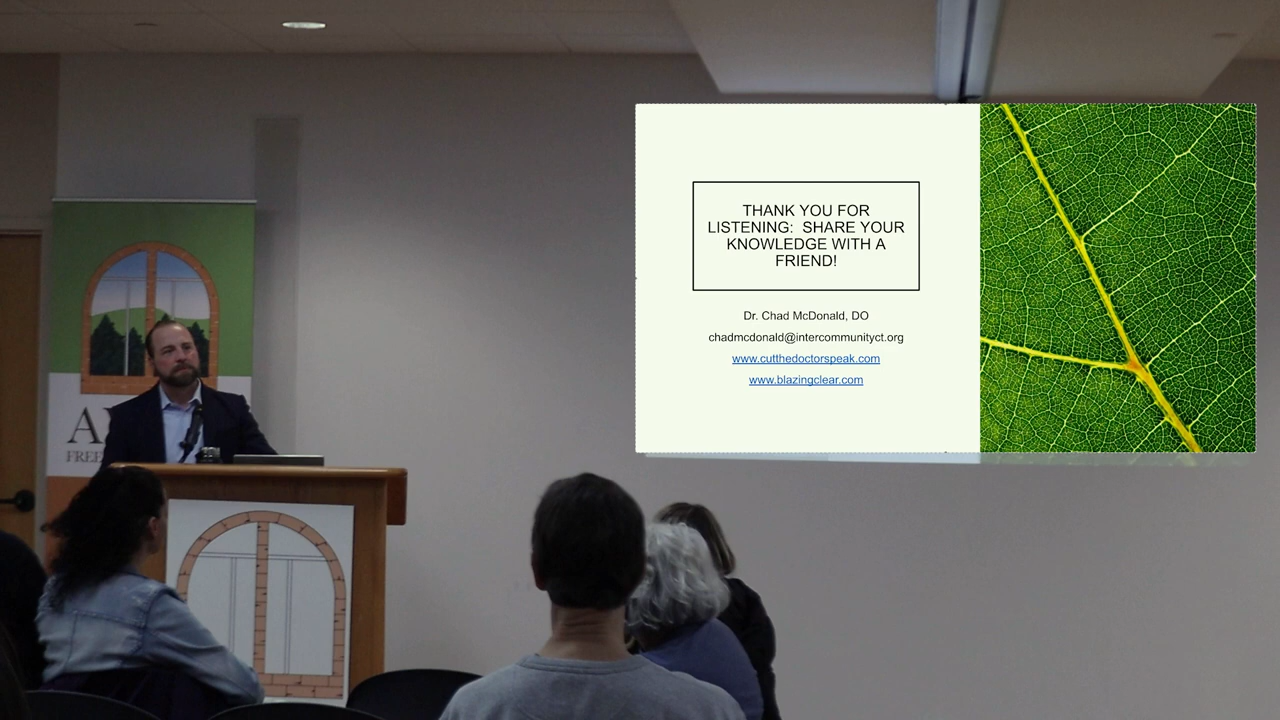 THANK YOU FOR
LISTENING:  SHARE YOUR
KNOWLEDGE WITH A
FRIEND!
Dr. Chad McDonald, DO
chadmcdonald@intercommunityct.org
www.cutthedoctorspeak.com
www.blazingclear.com